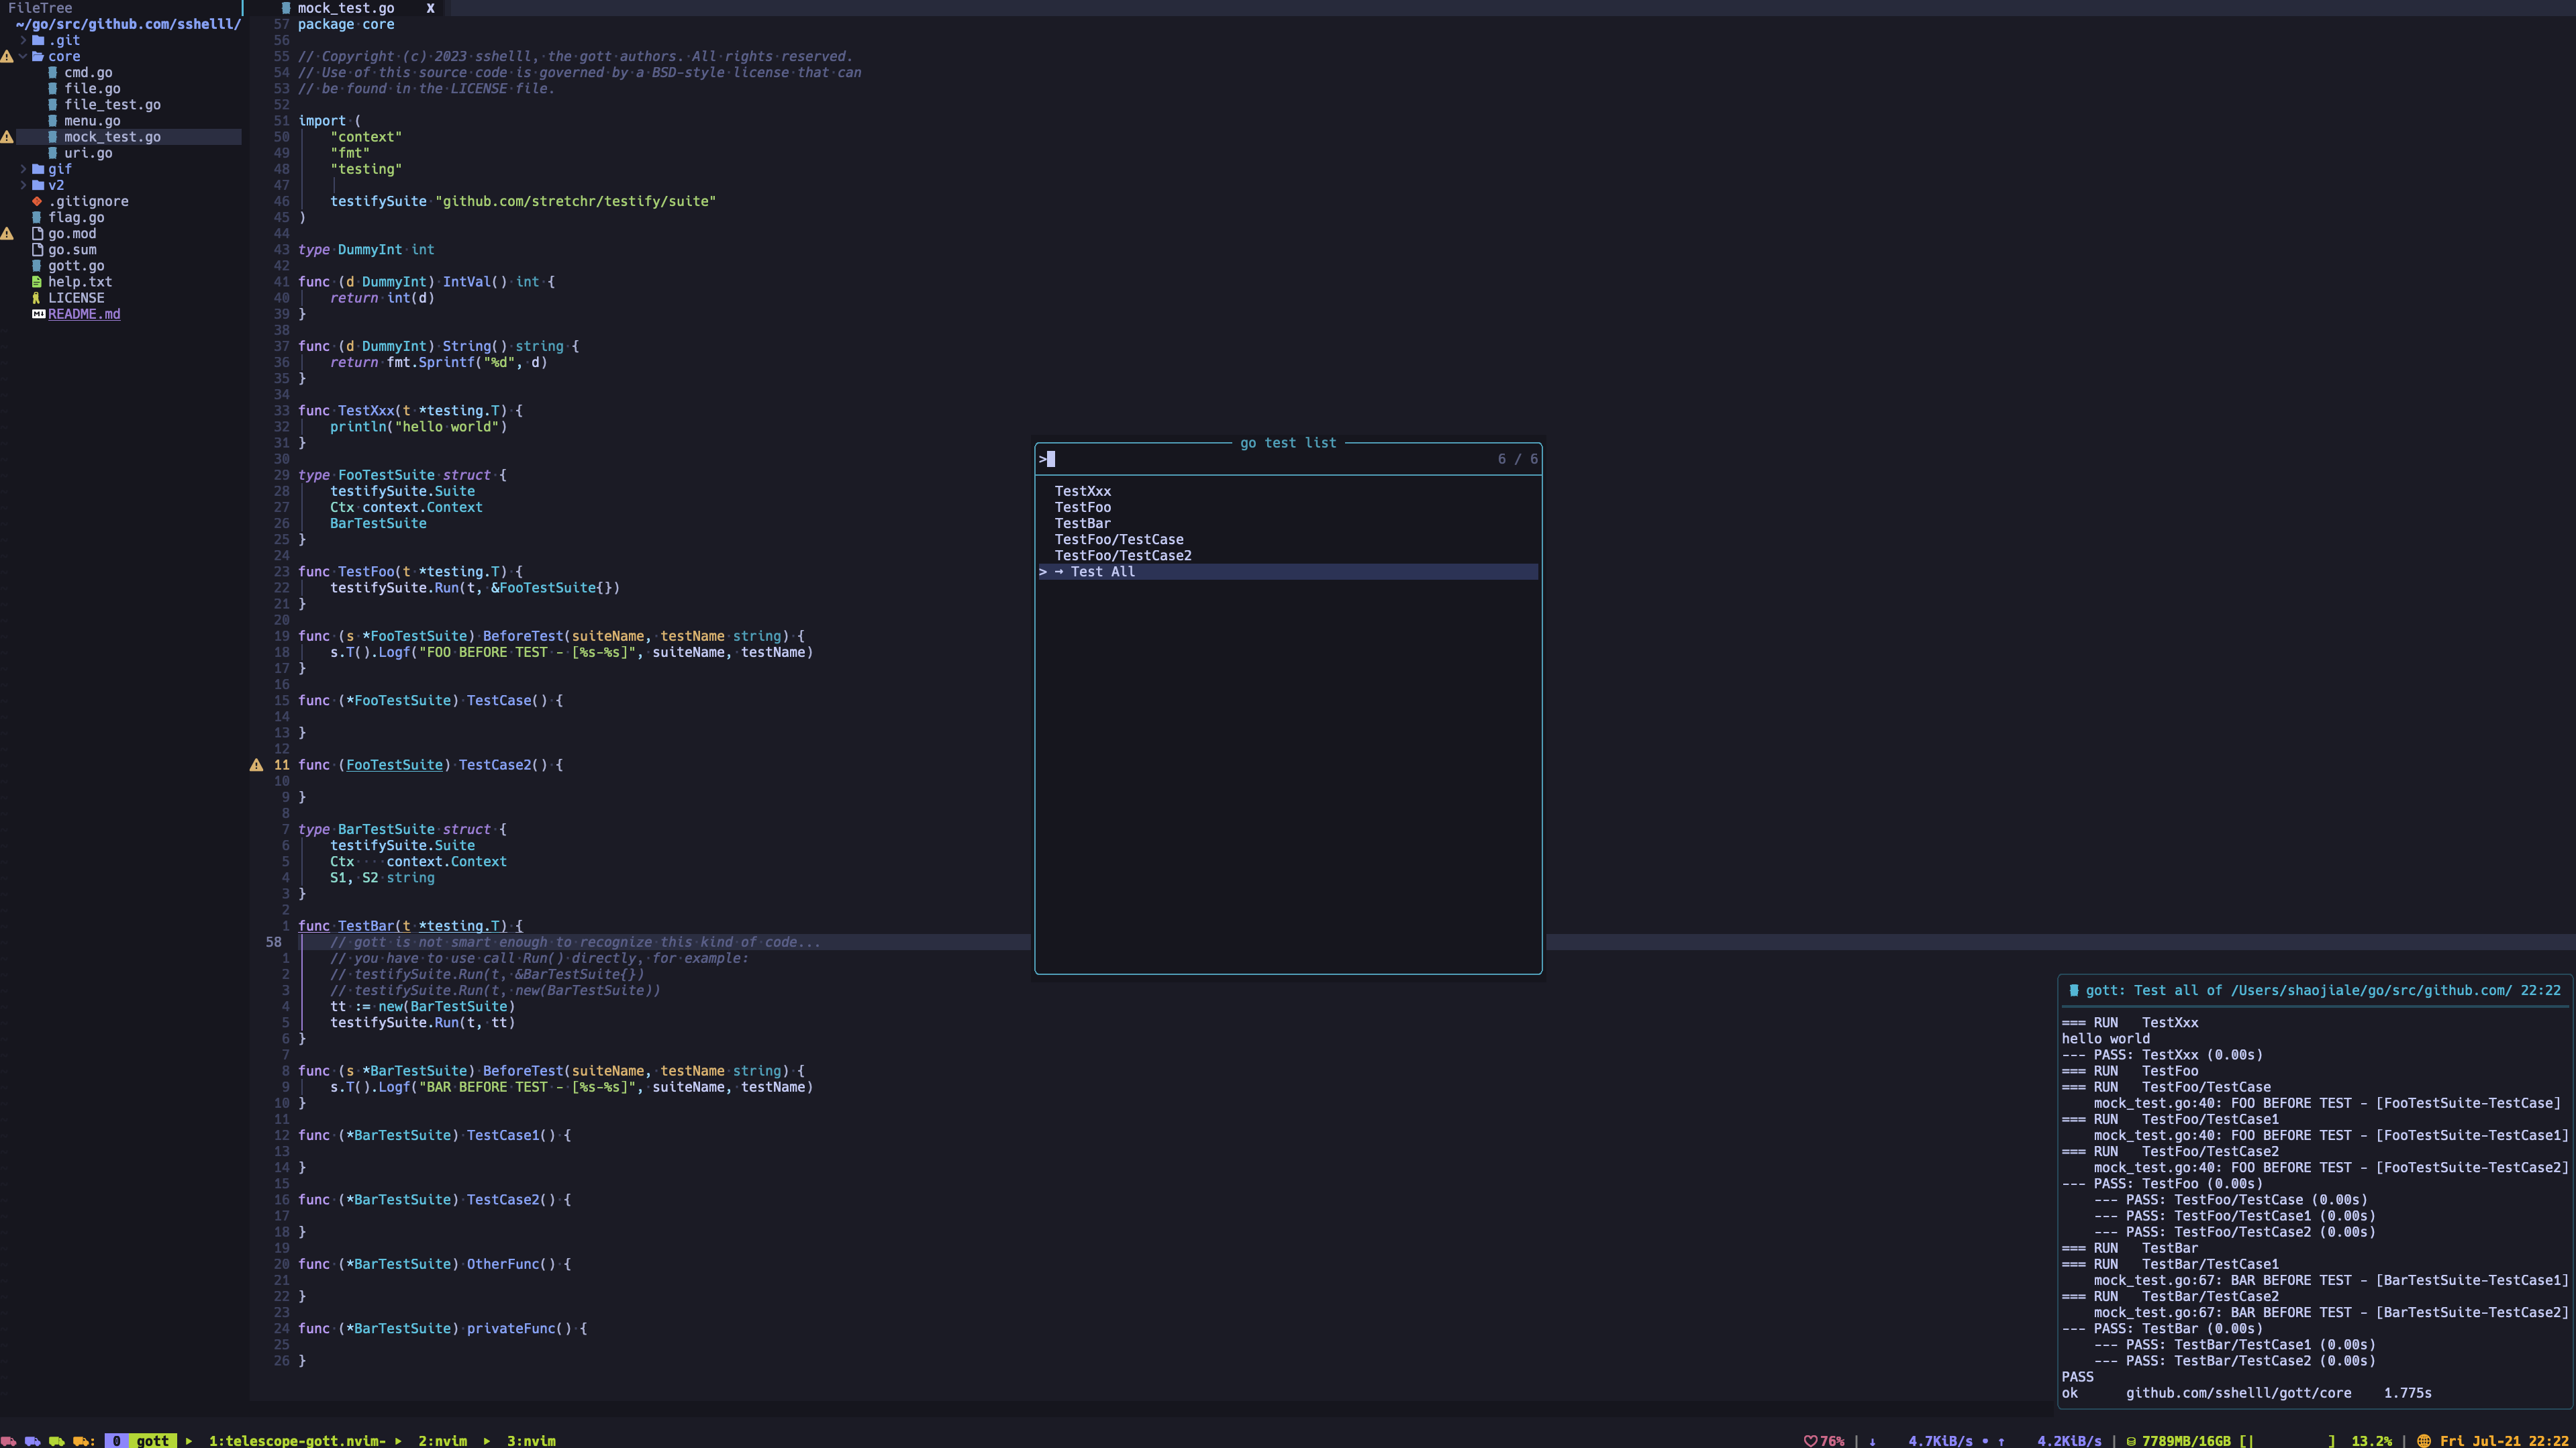 FileTree
~/go/src/github.com/sshelll/
.git
core
cmd.go
file.go
file_test.go
menu.go
mock_test.go
uri.go
gif
v2
.gitignore
flag.go
go.mod
go.sum
gott.go
help.txt
LICENSE
README.md
mock_test.go X
57 package core
56
55 // Copyright (c) 2023 sshelll, the gott authors. All rights reserved.
54 // Use of this source code is governed by a BSD-style license that can
53 // be found in the LICENSE file.
52
51 import (
50 "context"
49 "fmt"
48 "testing"
47
46 testifySuite "github.com/stretchr/testify/suite"
45 )
44
43 type DummyInt int
42
41 func (d DummyInt) IntVal() int {
40 return int(d)
39 }
38
37 func (d DummyInt) String() string {
36 return fmt.Sprintf("%d", d)
35 }
34
33 func TestXxx(t *testing.T) {
32 println("hello world")
31 }
30
29 type FooTestSuite struct {
28 testifySuite.Suite
27 Ctx context.Context
26 BarTestSuite
25 }
24
23 func TestFoo(t *testing.T) {
22 testifySuite.Run(t, &FooTestSuite{})
21 }
20
19 func (s *FooTestSuite) BeforeTest(suiteName, testName string) {
18 s.T().Logf("FOO BEFORE TEST - [%s-%s]", suiteName, testName)
17 }
16
15 func (*FooTestSuite) TestCase() {
14
13 }
12
11 func (FooTestSuite) TestCase2() {
10
9 }
8
7 type BarTestSuite struct {
6 testifySuite.Suite
5 Ctx context.Context
4 S1, S2 string
3 }
2
1 func TestBar(t *testing.T) {
58 // gott is not smart enough to recognize this kind of code...
1 // you have to use call Run() directly, for example:
2 // testifySuite.Run(t, &BarTestSuite{})
3 // testifySuite.Run(t, new(BarTestSuite))
4 tt := new(BarTestSuite)
5 testifySuite.Run(t, tt)
6 }
7
8 func (s *BarTestSuite) BeforeTest(suiteName, testName string) {
9 s.T().Logf("BAR BEFORE TEST - [%s-%s]", suiteName, testName)
10 }
11
12 func (*BarTestSuite) TestCase1() {
13
14 }
15
16 func (*BarTestSuite) TestCase2() {
17
18 }
19
20 func (*BarTestSuite) OtherFunc() {
21
22 }
23
24 func (*BarTestSuite) privateFunc() {
25
26 }
go test list
> 6 / 6
TestXxx
TestFoo
TestBar
TestFoo/TestCase
TestFoo/TestCase2
> → Test All
gott: Test all of /Users/shaojiale/go/src/github.com/ 22:22
=== RUN TestXxx
hello world
--- PASS: TestXxx (0.00s)
=== RUN TestFoo
=== RUN TestFoo/TestCase
mock_test.go:40: FOO BEFORE TEST - [FooTestSuite-TestCase]
=== RUN TestFoo/TestCase1
mock_test.go:40: FOO BEFORE TEST - [FooTestSuite-TestCase1]
=== RUN TestFoo/TestCase2
mock_test.go:40: FOO BEFORE TEST - [FooTestSuite-TestCase2]
--- PASS: TestFoo (0.00s)
--- PASS: TestFoo/TestCase (0.00s)
--- PASS: TestFoo/TestCase1 (0.00s)
--- PASS: TestFoo/TestCase2 (0.00s)
=== RUN TestBar
=== RUN TestBar/TestCase1
mock_test.go:67: BAR BEFORE TEST - [BarTestSuite-TestCase1]
=== RUN TestBar/TestCase2
mock_test.go:67: BAR BEFORE TEST - [BarTestSuite-TestCase2]
--- PASS: TestBar (0.00s)
--- PASS: TestBar/TestCase1 (0.00s)
--- PASS: TestBar/TestCase2 (0.00s)
PASS
ok github.com/sshelll/gott/core 1.775s
: 0 gott 1:telescope-gott.nvim- 2:nvim 3:nvim 76% | ↓ 4.7KiB/s • ↑ 4.2KiB/s | 7789MB/16GB [| ] 13.2% | Fri Jul-21 22:22